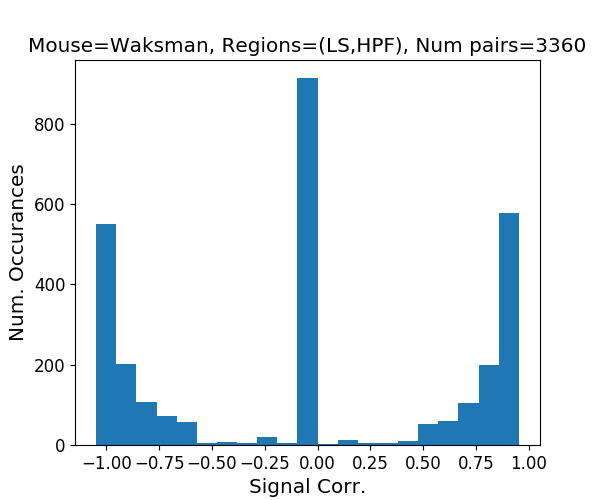 Mouse=Waksman, Regions=(LS,HPF), Num pairs=3360
Num. Occurances
800
600
400
200
0
−1.00 −0.75 −0.50 −0.25 0.00 0.25 0.50 0.75 1.00
Signal Corr.